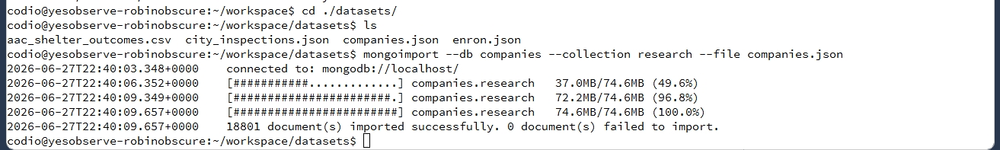 codio@yesobserve-robinobscure:~/workspace$ cd ./datasets/
codio@yesobserve-robinobscure:~/workspace/datasets$ ls
aac_shelter_outcomes.csv  city_inspections.json  companies.json  enron.json
codio@yesobserve-robinobscure:~/workspace/datasets$ mongoimport --db companies --collection research --file companies.json
2026-06-27T22:40:03.348+0000    connected to: mongodb://localhost/
2026-06-27T22:40:06.352+0000    [###########.............] companies.research   37.0MB/74.6MB (49.6%)
2026-06-27T22:40:09.349+0000    [#######################.] companies.research   72.2MB/74.6MB (96.8%)
2026-06-27T22:40:09.657+0000    [########################] companies.research   74.6MB/74.6MB (100.0%)
2026-06-27T22:40:09.657+0000    18801 document(s) imported successfully. 0 document(s) failed to import.
codio@yesobserve-robinobscure:~/workspace/datasets$